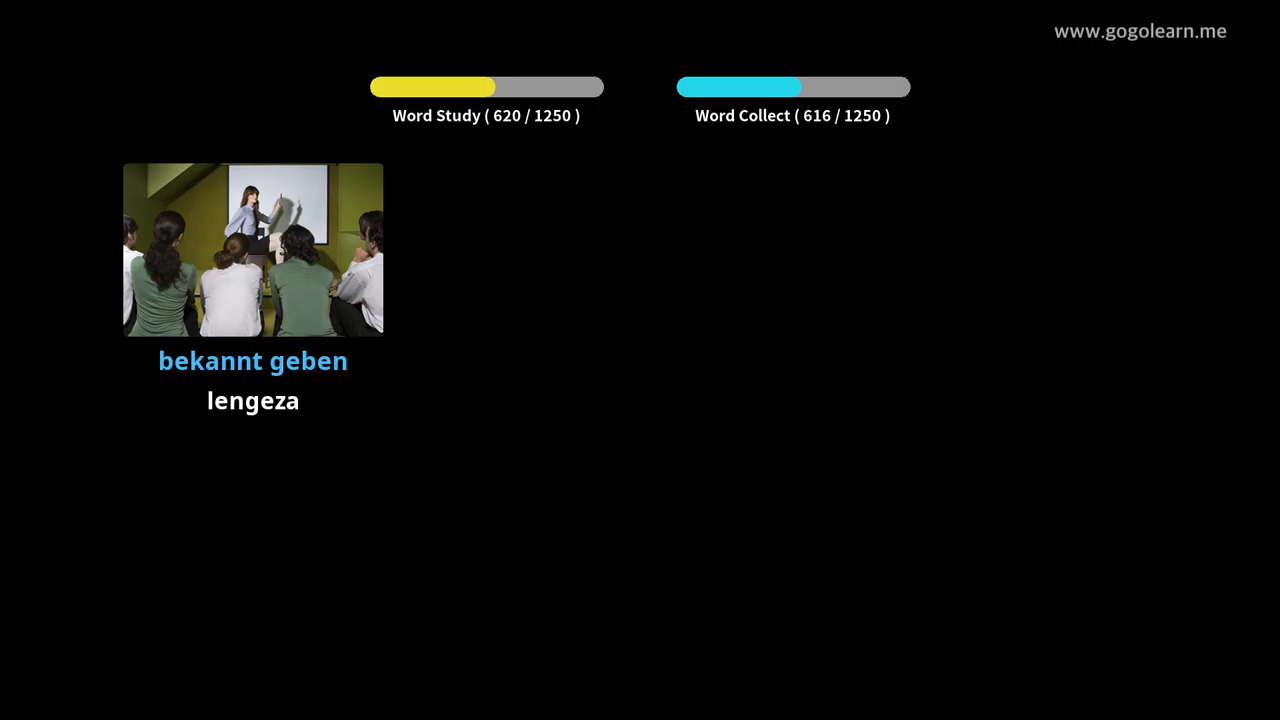 www.gogolearn.me
Word Study ( 620 / 1250 )
Word Collect ( 616 / 1250 )
bekannt geben
lengeza